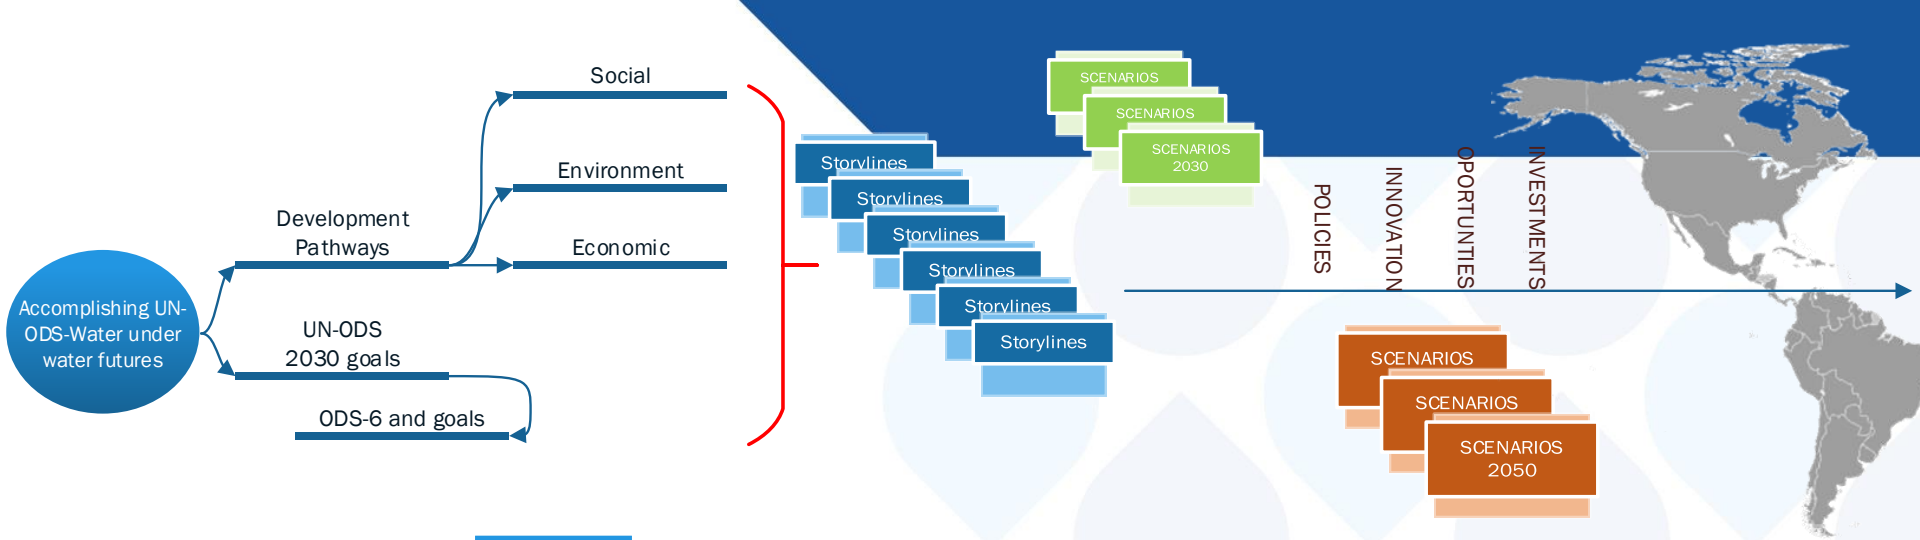 Accomplishing UN-
ODS-Water under
water futures
Development
Pathways
UN-ODS
2030 goals
ODS-6 and goals
Social
Environment
Economic
Storylines
Storylines
Storylines
Storylines
Storylines
Storylines
SCENARIOS
SCENARIOS
SCENARIOS
2030
POLICIES
INNOVATION
OPORTUNTIES
INVESTMENTS
SCENARIOS
SCENARIOS
SCENARIOS
2050